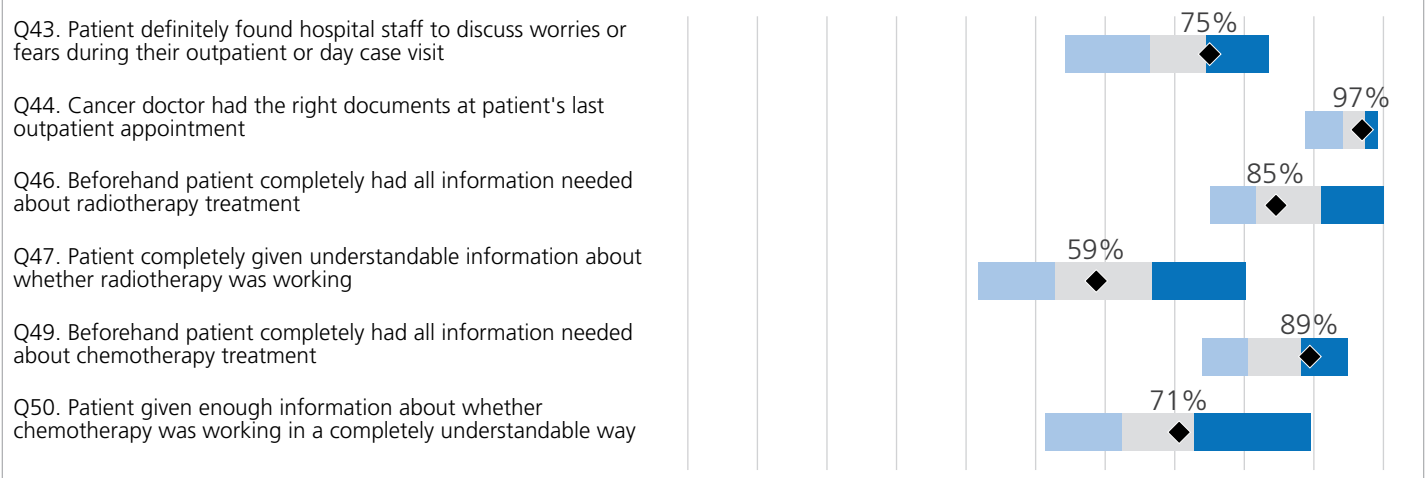 Q43. Patient definitely found hospital staff to discuss worries or
fears during their outpatient or day case visit
75%
Q44. Cancer doctor had the right documents at patient's last
outpatient appointment
97%
Q46. Beforehand patient completely had all information needed
about radiotherapy treatment
85%
Q47. Patient completely given understandable information about
whether radiotherapy was working
59%
Q49. Beforehand patient completely had all information needed
about chemotherapy treatment
89%
Q50. Patient given enough information about whether
chemotherapy was working in a completely understandable way
71%